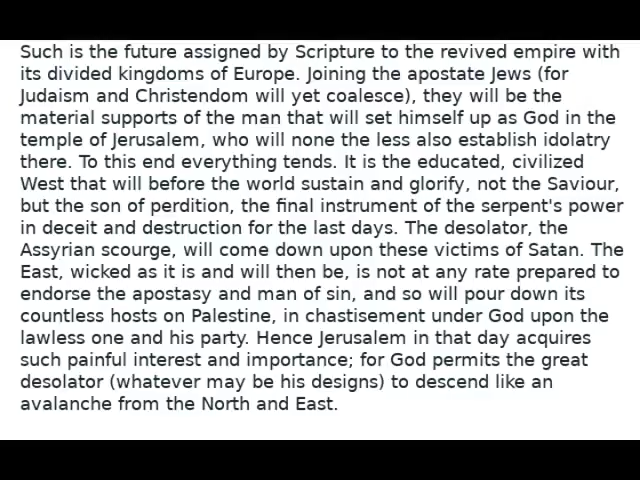 Such is the future assigned by Scripture to the revived empire with
its divided kingdoms of Europe. Joining the apostate Jews (for
Judaism and Christendom will yet coalesce), they will be the
material supports of the man that will set himself up as God in the
temple of Jerusalem, who will none the less also establish idolatry
there. To this end everything tends. It is the educated, civilized
West that will before the world sustain and glorify, not the Saviour,
but the son of perdition, the final instrument of the serpent's power
in deceit and destruction for the last days. The desolator, the
Assyrian scourge, will come down upon these victims of Satan. The
East, wicked as it is and will then be, is not at any rate prepared to
endorse the apostasy and man of sin, and so will pour down its
countless hosts on Palestine, in chastisement under God upon the
lawless one and his party. Hence Jerusalem in that day acquires
such painful interest and importance; for God permits the great
desolator (whatever may be his designs) to descend like an
avalanche from the North and East.